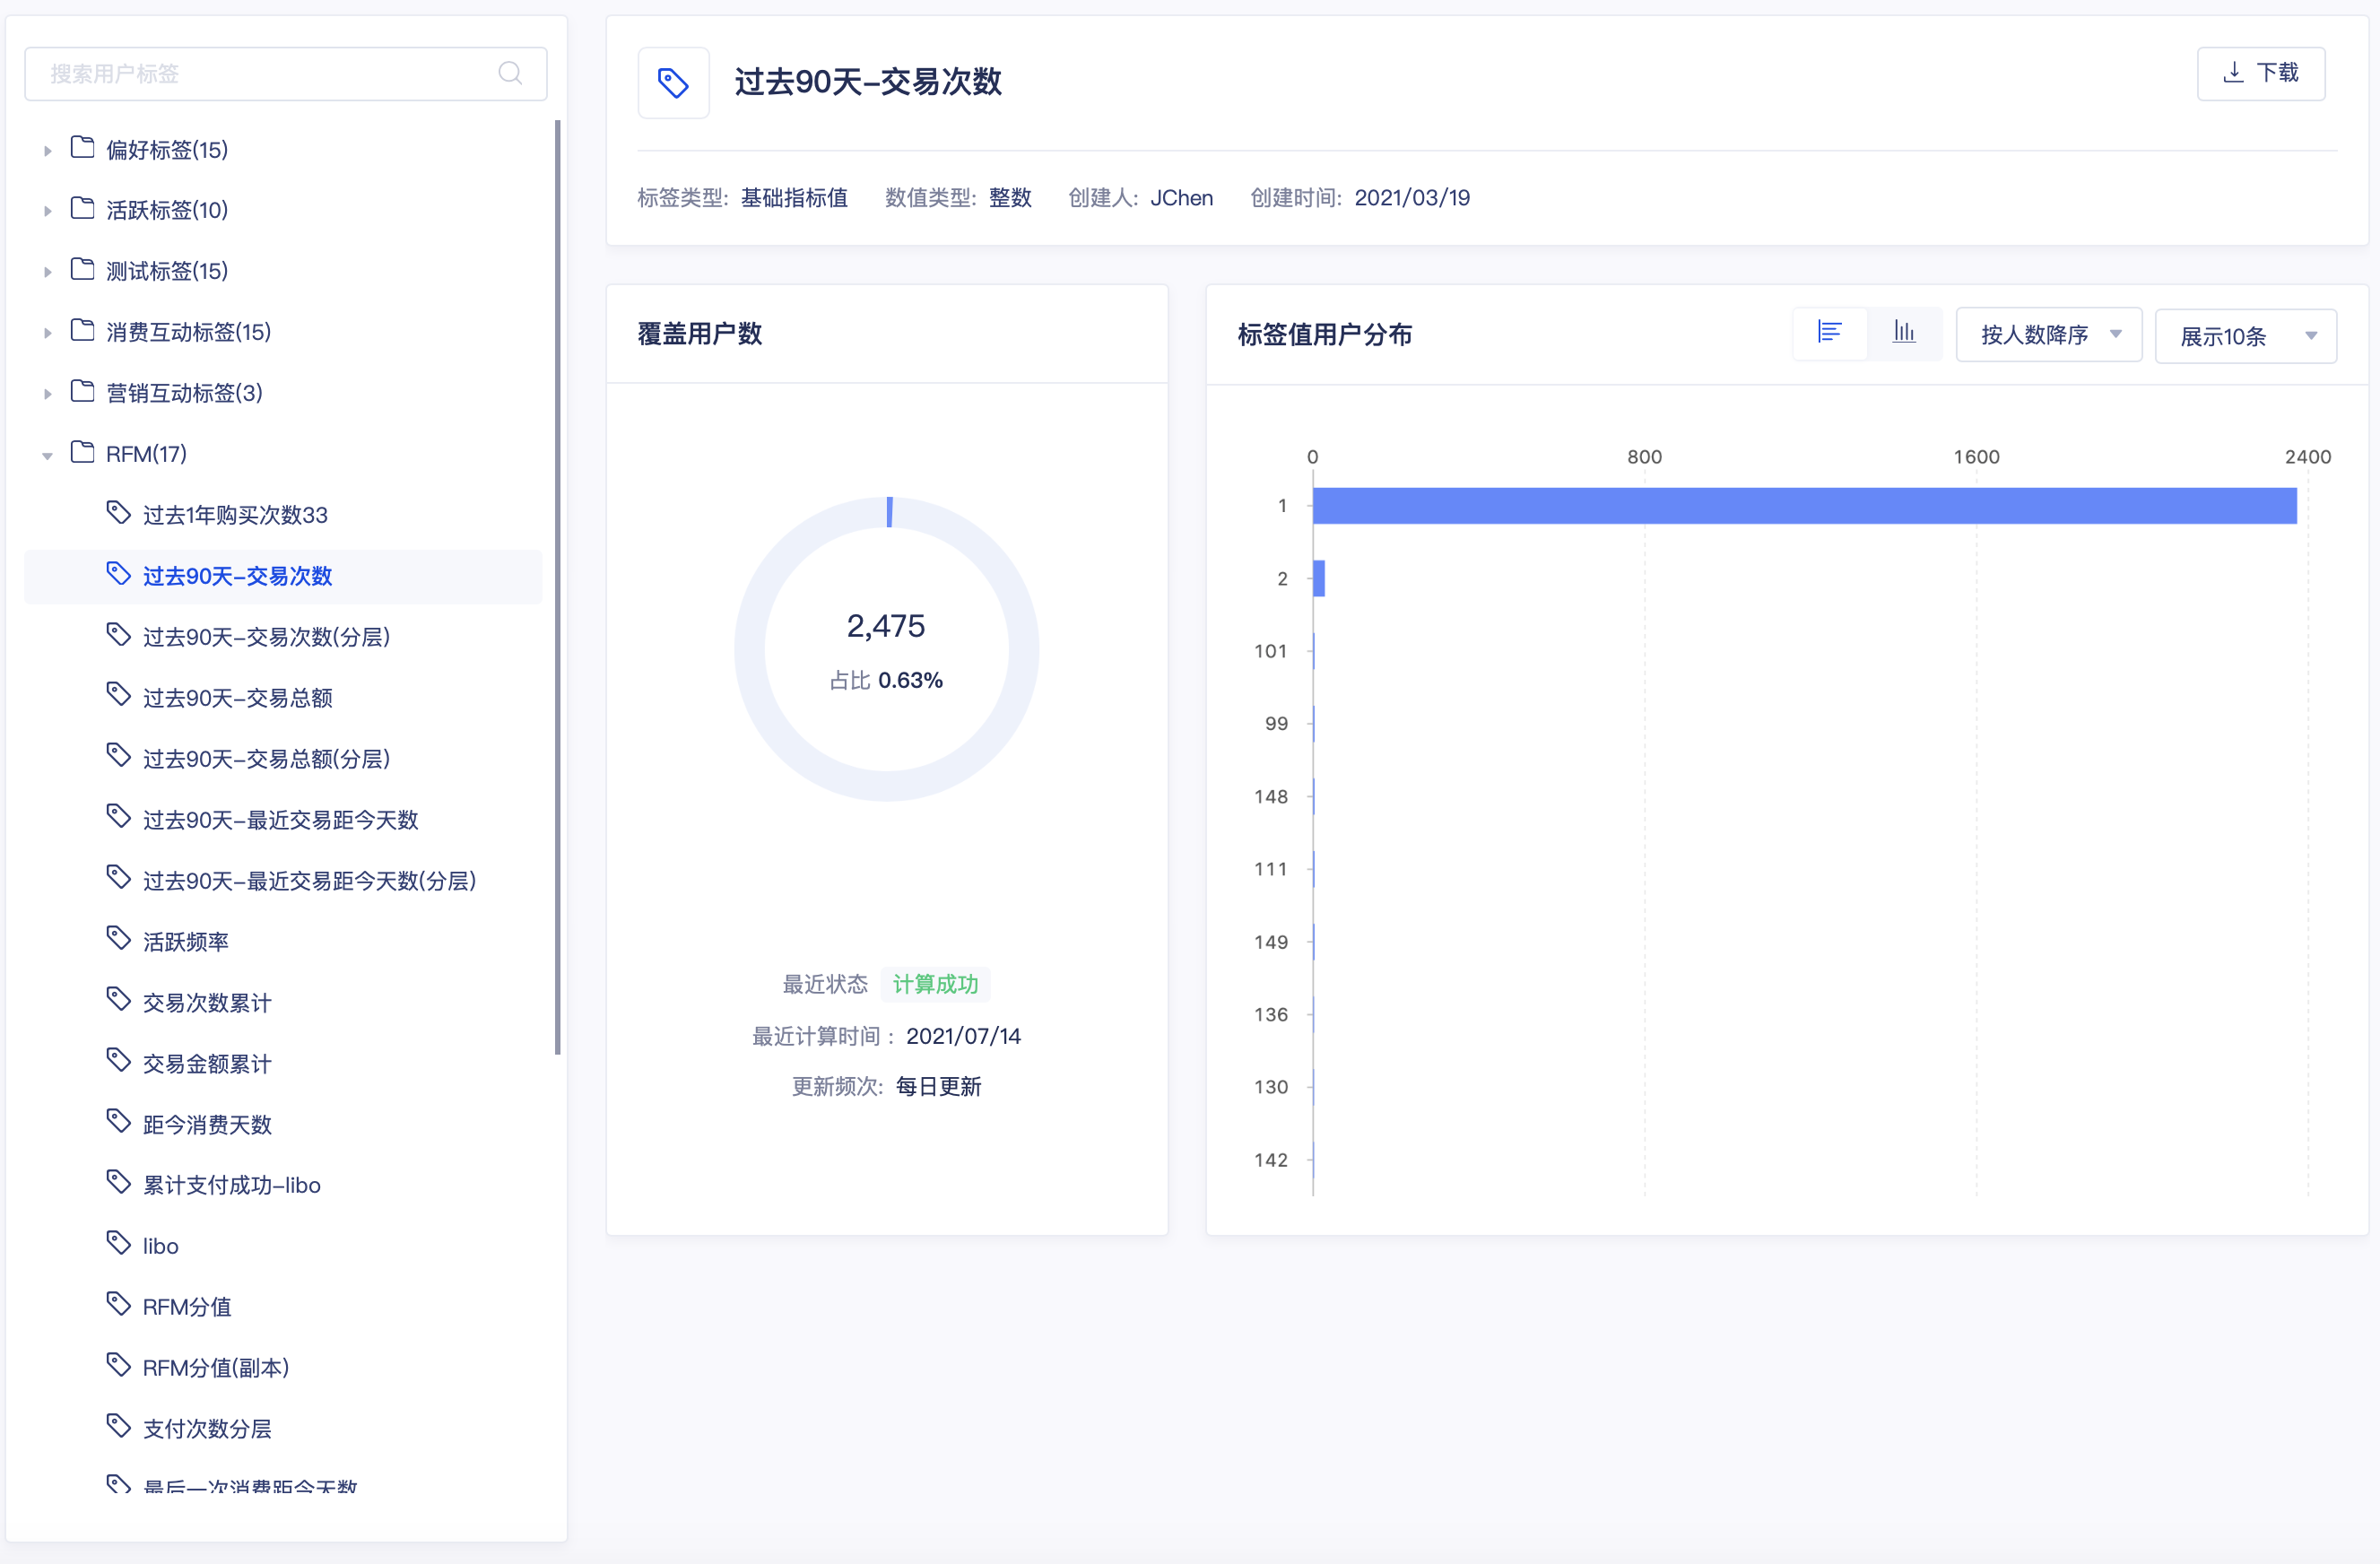 搜索用户标签
偏好标签(15)
活跃标签(10)
测试标签(15)
消费互动标签(15)
营销互动标签(3)
RFM(17)
过去1年购买次数33
过去90天–交易次数
过去90天–交易次数(分层)
过去90天–交易总额
过去90天–交易总额(分层)
过去90天–最近交易距今天数
过去90天–最近交易距今天数(分层)
活跃频率
交易次数累计
交易金额累计
距今消费天数
累计支付成功–libo
libo
RFM分值
RFM分值(副本)
支付次数分层
最后一次消费距今天数
过去90天–交易次数
下载
标签类型: 基础指标值 数值类型: 整数 创建人: JChen 创建时间: 2021/03/19
覆盖用户数
2,475
占比 0.63%
最近状态 计算成功
最近计算时间： 2021/07/14
更新频次: 每日更新
标签值用户分布
按人数降序
展示10条
0 800 1600 2400
1
2
101
99
148
111
149
136
130
142